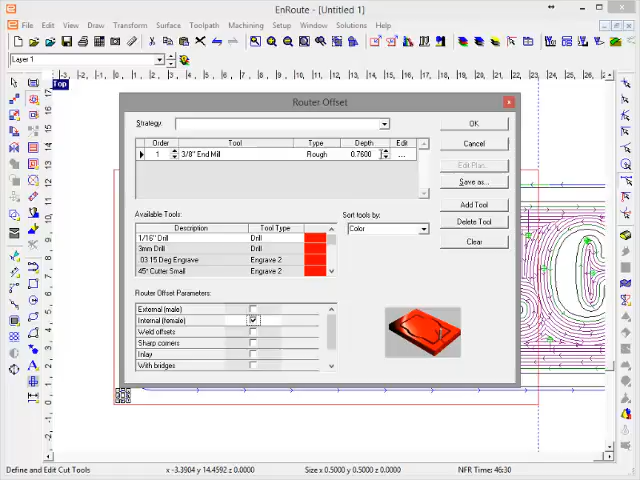 EnRoute - [Untitled 1]
File Edit View Draw Transform Surface Toolpath Machining Setup Window Solutions Help
Layer 1
Top
Router Offset
Strategy:
OK
Order Tool Type Depth Edit
1 3/8" End Mill Rough 0.7600 ...
Cancel
Edit Plan...
Save as...
Add Tool
Delete Tool
Clear
Available Tools:
Sort tools by:
Description Tool Type
Color
1/16" Drill Drill
3mm Drill Drill
.03 15 Deg Engrave Engrave 2
45° Cutter Small Engrave 2
Router Offset Parameters:
External (male)
Internal (female)
Weld offsets
Sharp corners
Inlay
With bridges
Define and Edit Cut Tools x -3.3904 y 14.4592 z 0.0000 Size x 0.5000 y 0.5000 z 0.0000 NFR Time: 46:30